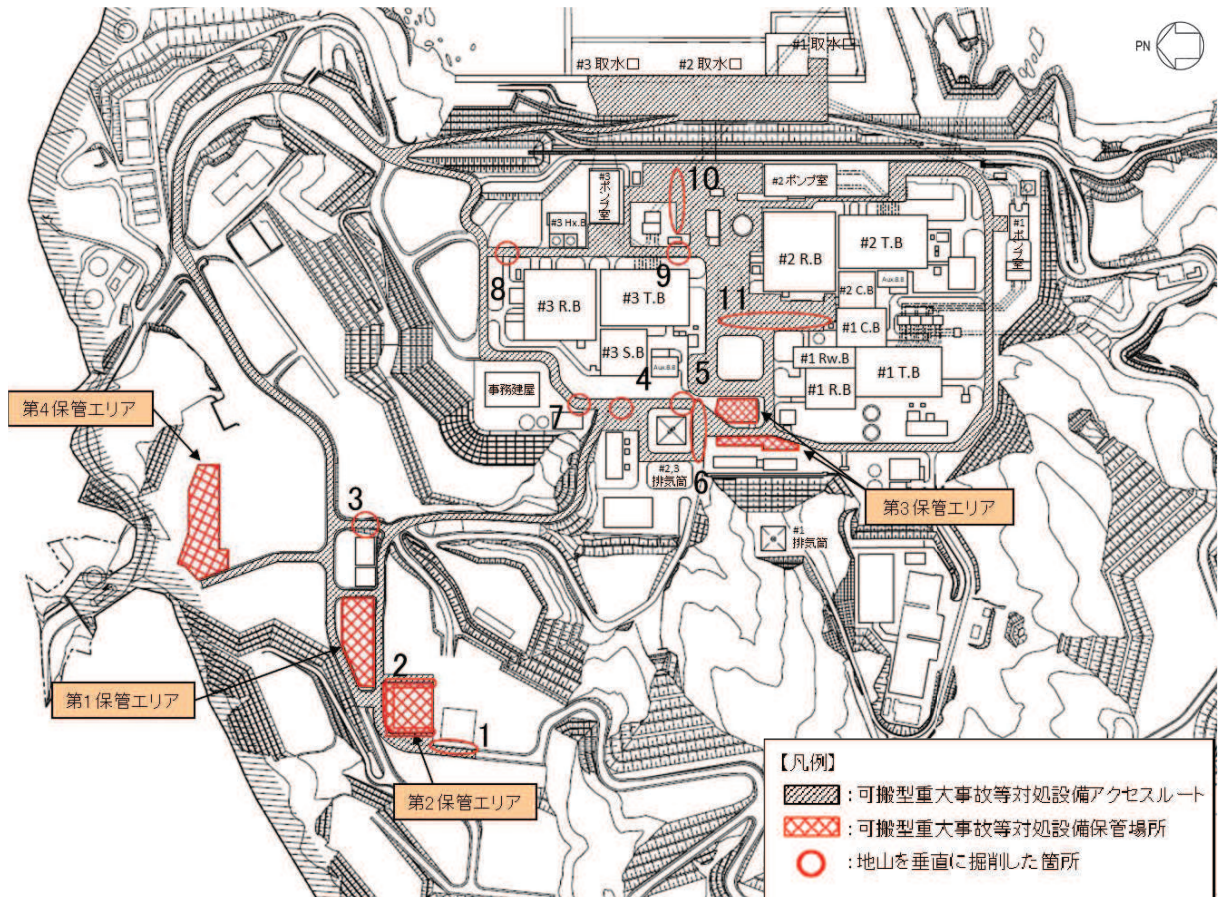 #1 取水口
#3 取水口
#2 取水口
PN
#3 ポンプ室
10
#2 ポンプ室
#1 ポンプ室
#3 Hx.B
#2 R.B
#2 T.B
8
9
#3 R.B
#3 T.B
11
#2 C.B
Aux.B.B
#1 C.B
#3 S.B
Aux.B.B
#1 Rw.B
#1 R.B
#1 T.B
事務建屋
4
5
7
第4保管エリア
#2,3
排気筒
6
第3保管エリア
3
#1
排気筒
第1保管エリア
2
1
第2保管エリア
【凡例】
:可搬型重大事故等対処設備アクセスルート
:可搬型重大事故等対処設備保管場所
:地山を垂直に掘削した箇所